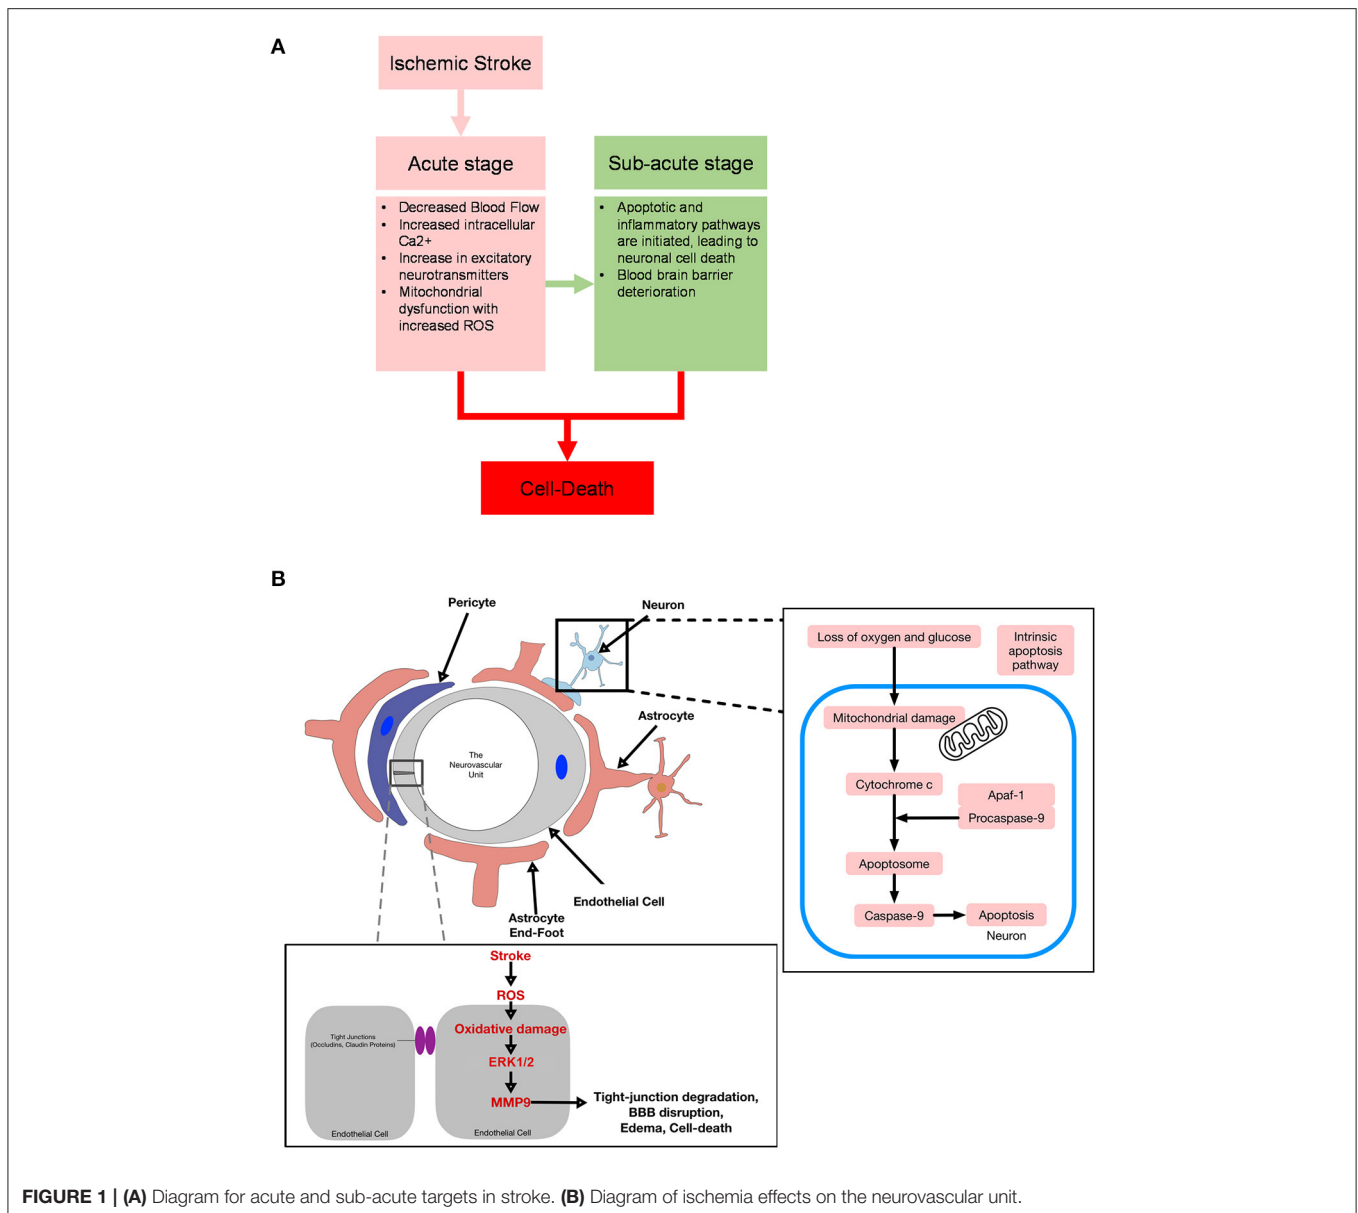 A
Ischemic Stroke
Acute stage
• Decreased Blood Flow
• Increased intracellular
Ca2+
• Increase in excitatory
neurotransmitters
• Mitochondrial
dysfunction with
increased ROS
Sub-acute stage
• Apoptotic and
inflammatory pathways
are initiated, leading to
neuronal cell death
• Blood brain barrier
deterioration
Cell-Death
B
Pericyte
Neuron
Astrocyte
The
Neurovascular
Unit
Endothelial Cell
Astrocyte
End-Foot
Loss of oxygen and glucose
Intrinsic
apoptosis
pathway
Mitochondrial damage
Cytochrome c
Apaf-1
Procaspase-9
Apoptosome
Caspase-9
Apoptosis
Neuron
Stroke
ROS
Oxidative damage
ERK1/2
MMP9
Tight Junctions
(Occludins, Claudin Proteins)
Endothelial Cell
Endothelial Cell
Tight-junction degradation,
BBB disruption,
Edema, Cell-death
FIGURE 1 | (A) Diagram for acute and sub-acute targets in stroke. (B) Diagram of ischemia effects on the neurovascular unit.